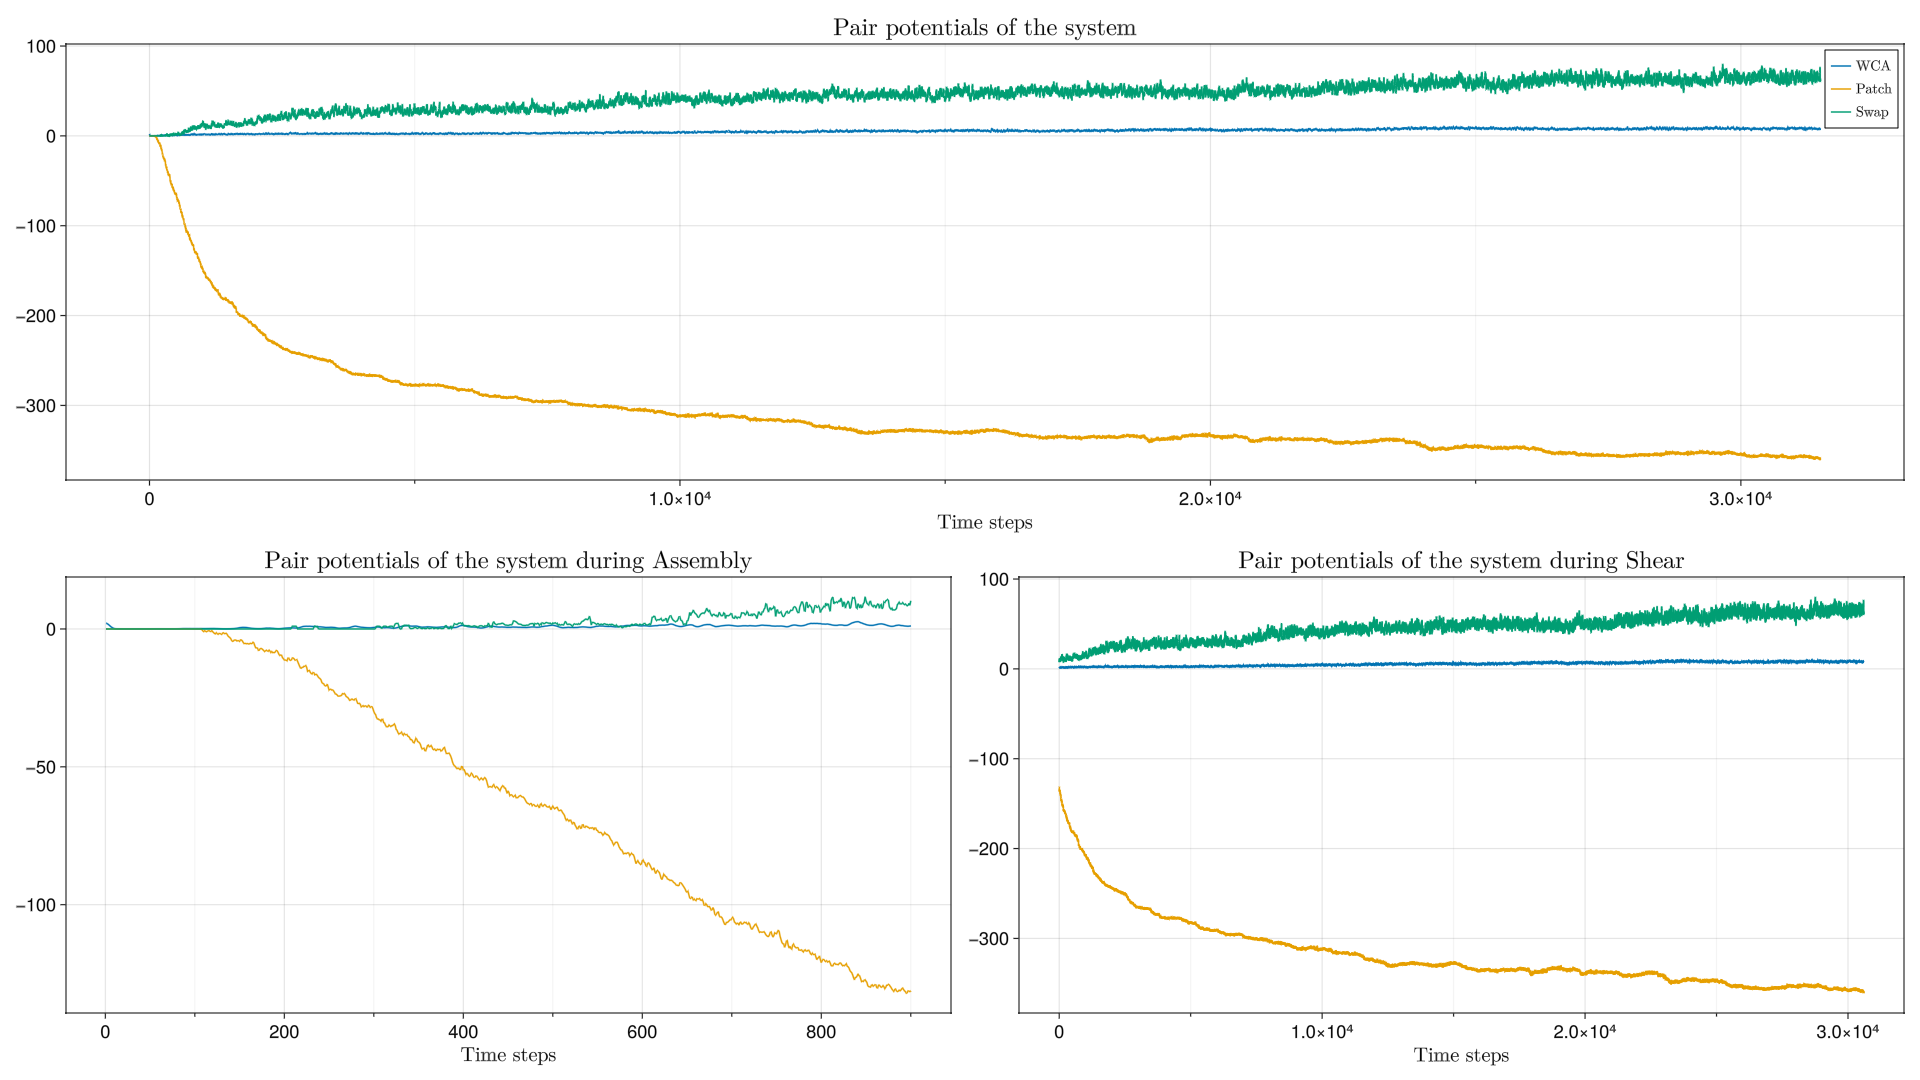 Pair potentials of the system
100
0
−100
−200
−300
WCA
Patch
Swap
0
1.0×10⁴
2.0×10⁴
3.0×10⁴
Time steps
Pair potentials of the system during Assembly
0
−50
−100
0
200
400
600
800
Time steps
Pair potentials of the system during Shear
100
0
−100
−200
−300
0
1.0×10⁴
2.0×10⁴
3.0×10⁴
Time steps